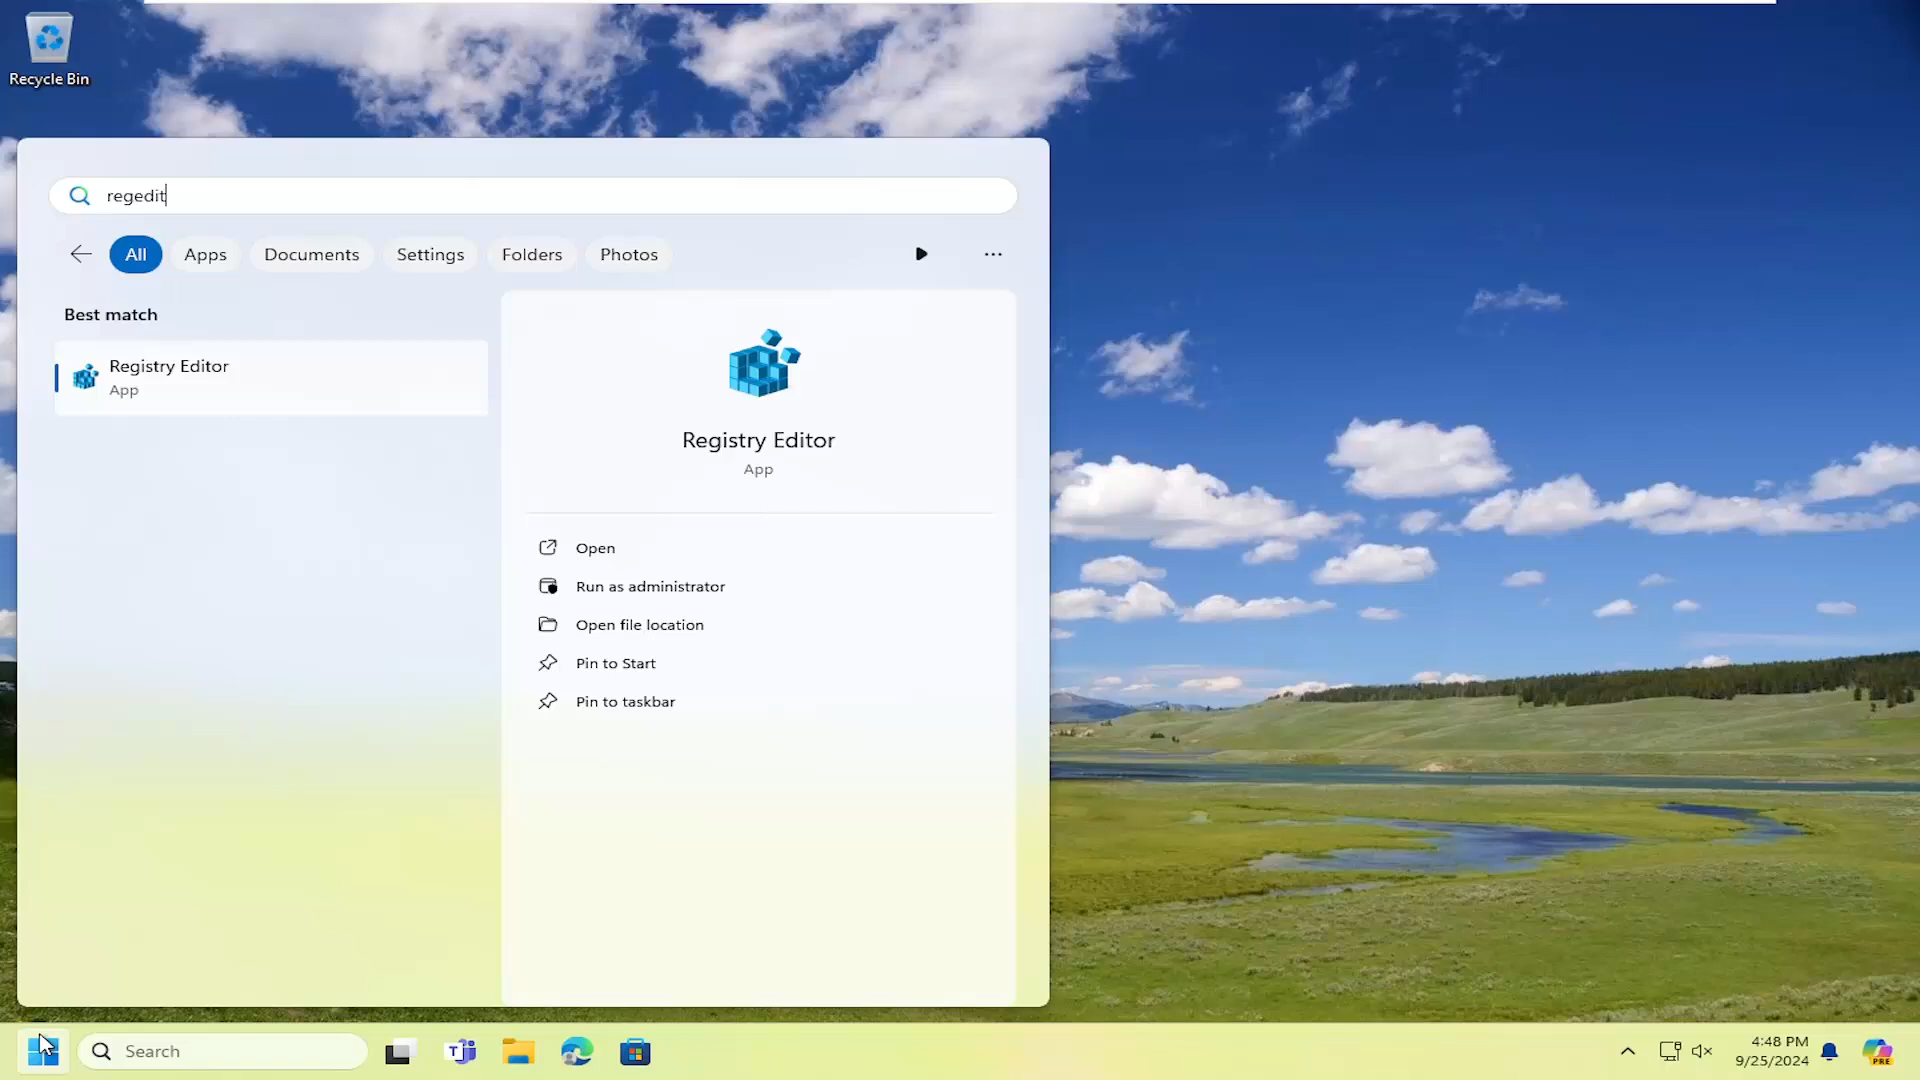 Recycle Bin
regedit
All Apps Documents Settings Folders Photos
Best match
Registry Editor
App
Registry Editor
App
Open
Run as administrator
Open file location
Pin to Start
Pin to taskbar
Search
T
4:48 PM
9/25/2024
PRE